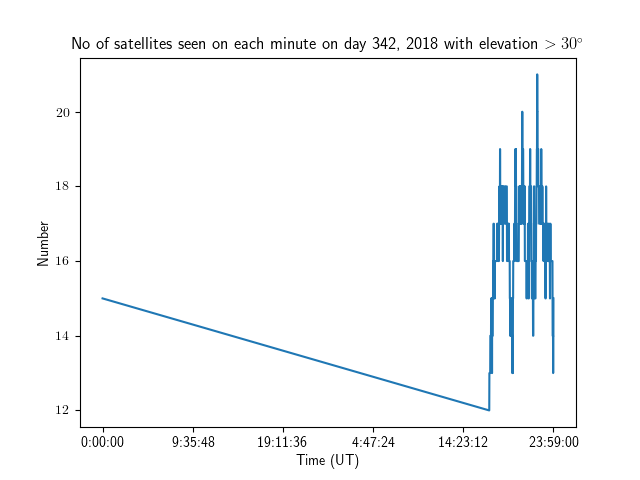 No of satellites seen on each minute on day 342, 2018 with elevation > 30°
20
18
16
14
12
Number
0:00:00 9:35:48 19:11:36 4:47:24 14:23:12 23:59:00
Time (UT)